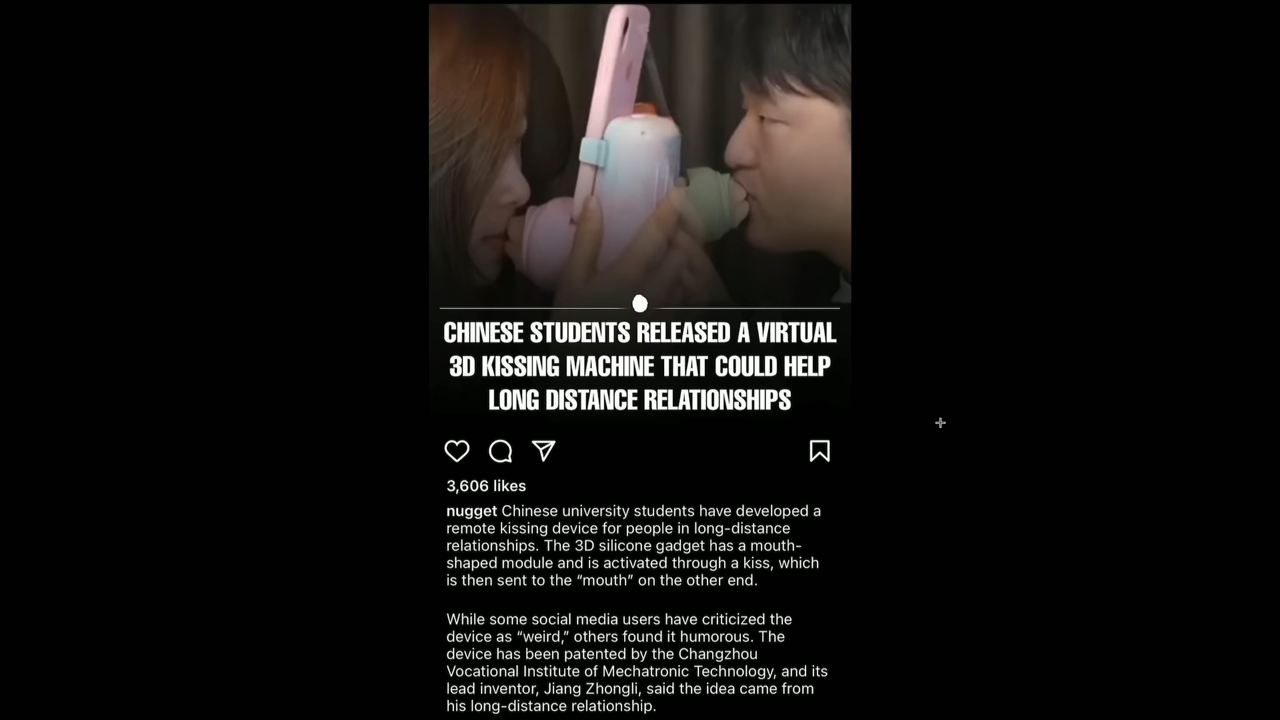 CHINESE STUDENTS RELEASED A VIRTUAL
3D KISSING MACHINE THAT COULD HELP
LONG DISTANCE RELATIONSHIPS
3,606 likes
nugget Chinese university students have developed a
remote kissing device for people in long-distance
relationships. The 3D silicone gadget has a mouth-
shaped module and is activated through a kiss, which
is then sent to the “mouth” on the other end.
While some social media users have criticized the
device as “weird,” others found it humorous. The
device has been patented by the Changzhou
Vocational Institute of Mechatronic Technology, and its
lead inventor, Jiang Zhongli, said the idea came from
his long-distance relationship.